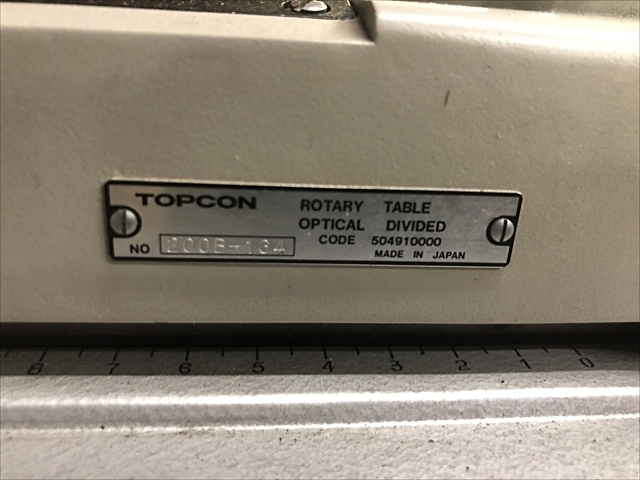 TOPCON
ROTARY TABLE
OPTICAL DIVIDED
CODE 504910000
MADE IN JAPAN
NO
8 7 6 5 4 3 2 1 0